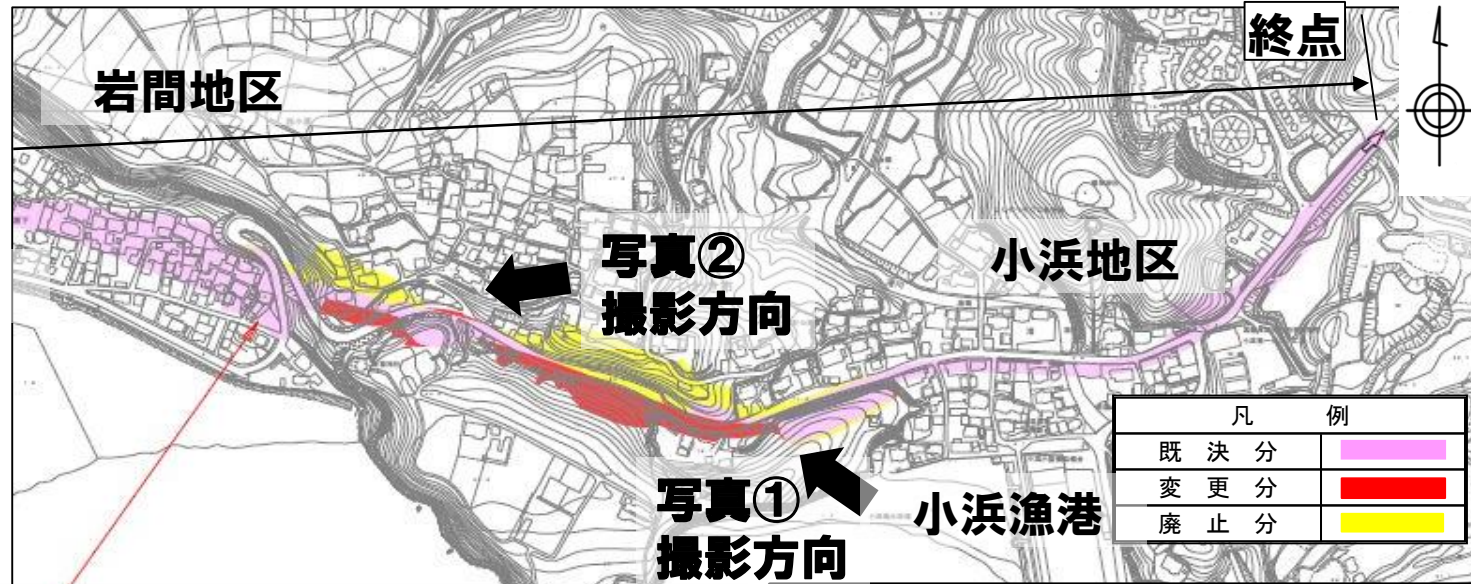 終点
岩間地区
写真②
撮影方向
小浜地区
写真①
撮影方向
小浜漁港
凡 例
既 決 分
変 更 分
廃 止 分